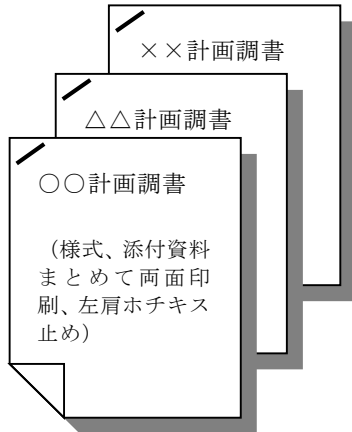 ××計画調書
△△計画調書
○○計画調書
（様式、添付資料
まとめて両面印
刷、左肩ホチキス
止め）